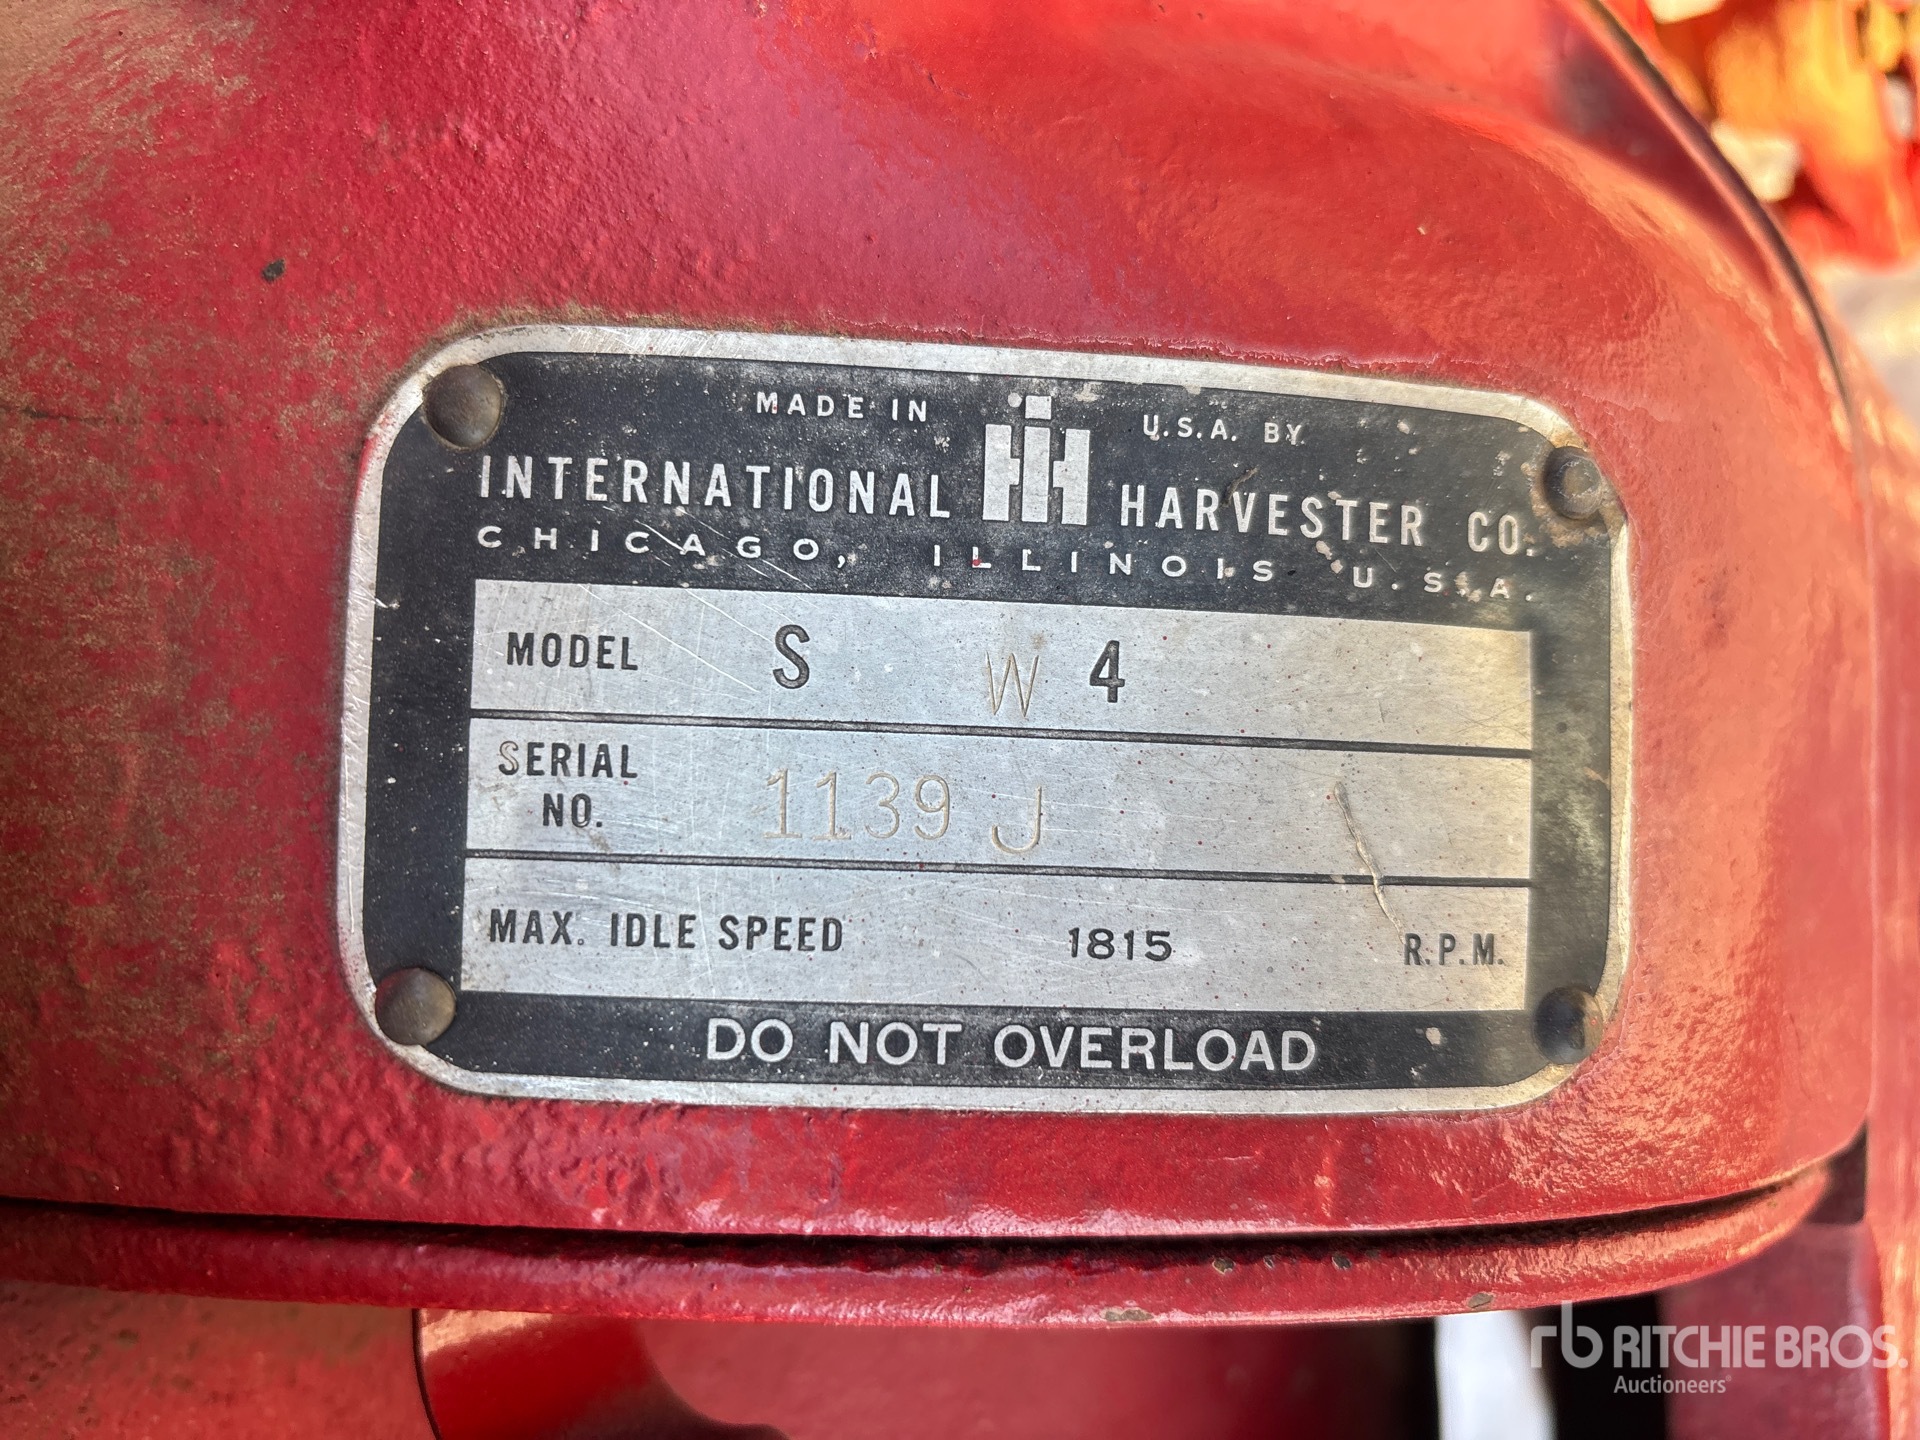 MADE IN U.S.A. BY
INTERNATIONAL IH HARVESTER CO.
CHICAGO, ILLINOIS U.S.A.
MODEL S W 4
SERIAL NO. 1139 J
MAX. IDLE SPEED 1815 R.P.M.
DO NOT OVERLOAD
rb RITCHIE BROS.
Auctioneers